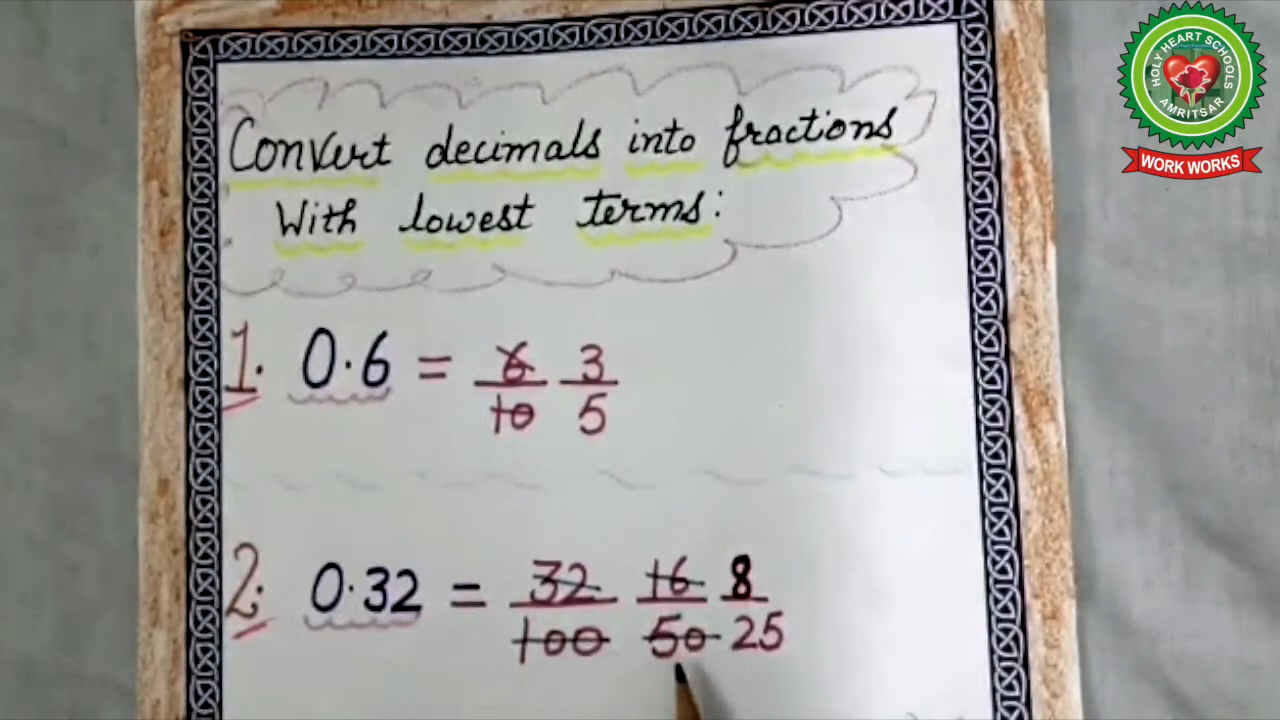 Convert decimals into fractions
With lowest terms:
1. 0.6 = 6/10 3/5
2. 0.32 = 32/100 16/50 8/25
HOLY HEART SCHOOLS
AMRITSAR
WORK WORKS